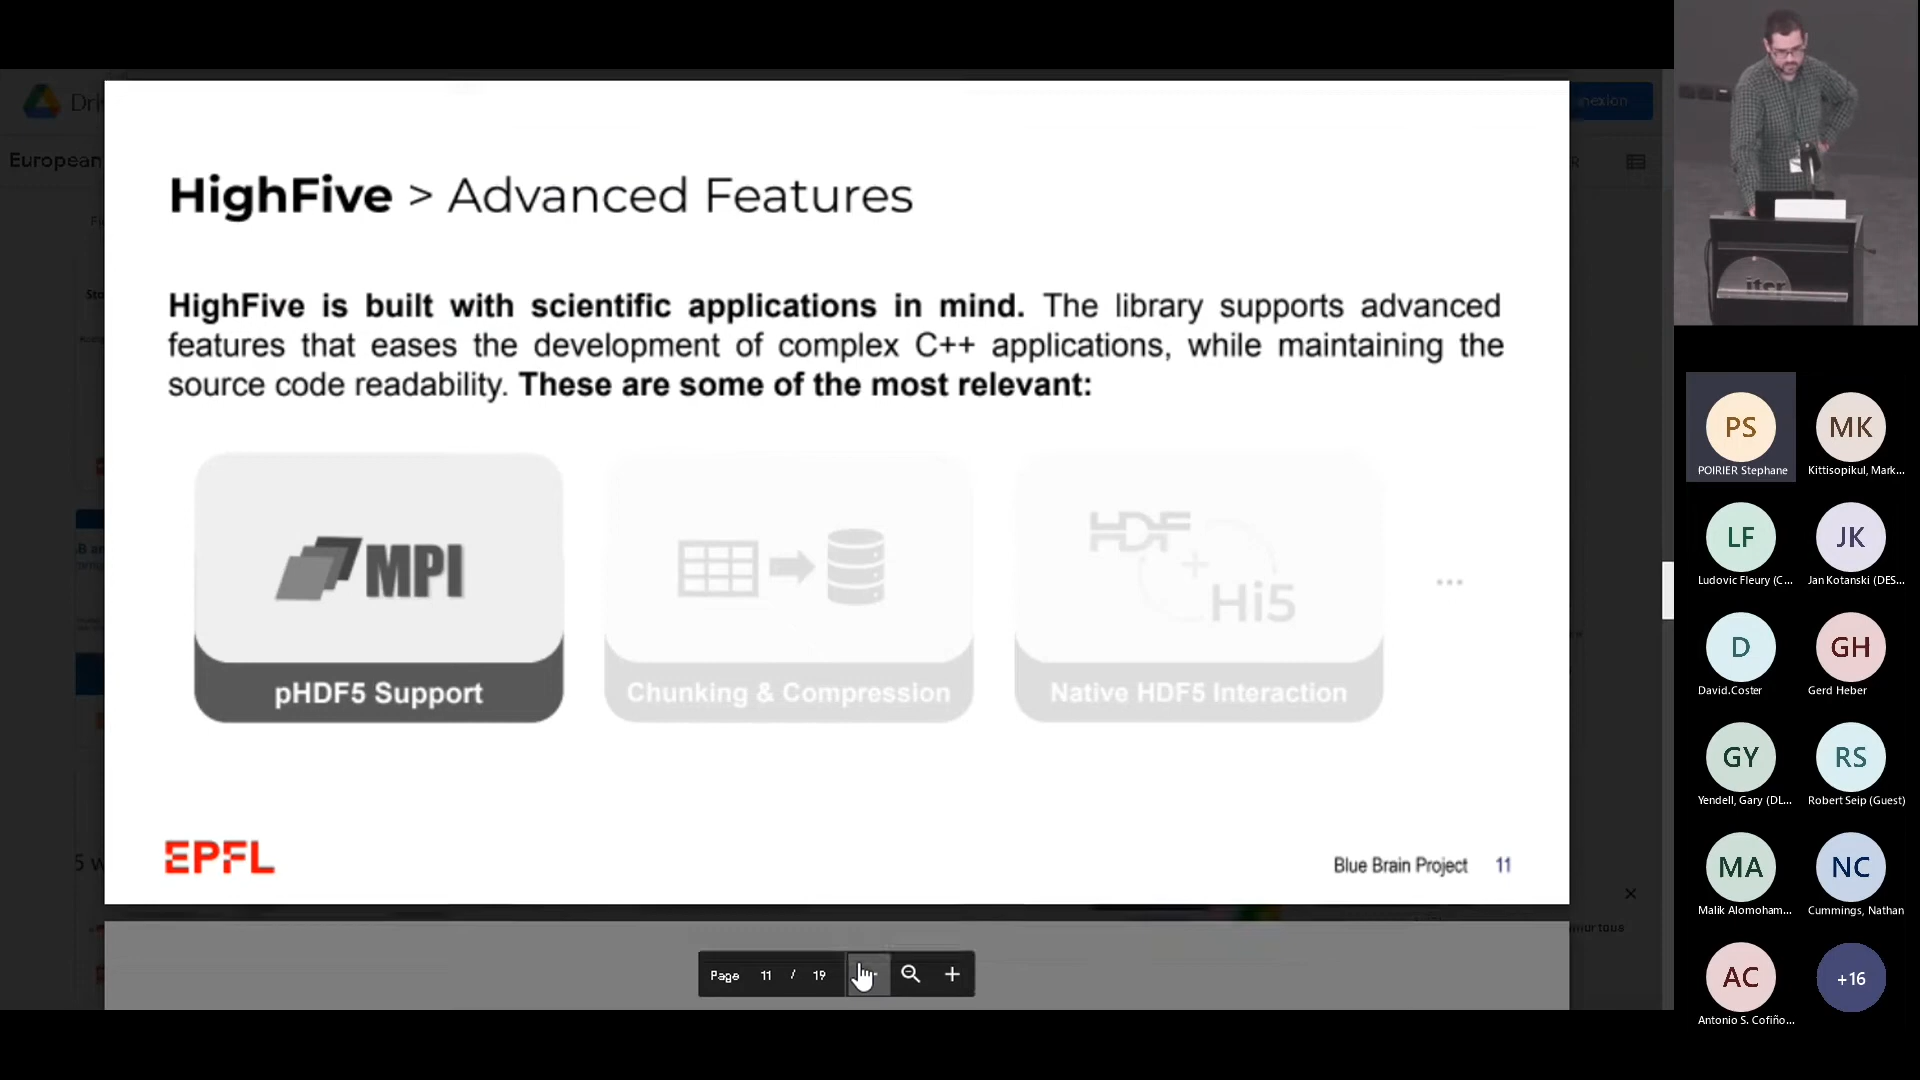 HighFive > Advanced Features
HighFive is built with scientific applications in mind. The library supports advanced
features that eases the development of complex C++ applications, while maintaining the
source code readability. These are some of the most relevant:
MPI
HDF
+
Hi5
...
pHDF5 Support
Chunking & Compression
Native HDF5 Interaction
EPFL
Blue Brain Project 11
Page 11 / 19
European
iter
PS
POIRIER Stephane
MK
Kittisopikul, Mark...
LF
Ludovic Fleury (C...
JK
Jan Kotanski (DES...
D
David.Coster
GH
Gerd Heber
GY
Yendell, Gary (DL...
RS
Robert Seip (Guest)
MA
Malik Alomoham...
NC
Cummings, Nathan
AC
Antonio S. Cofiño...
+16